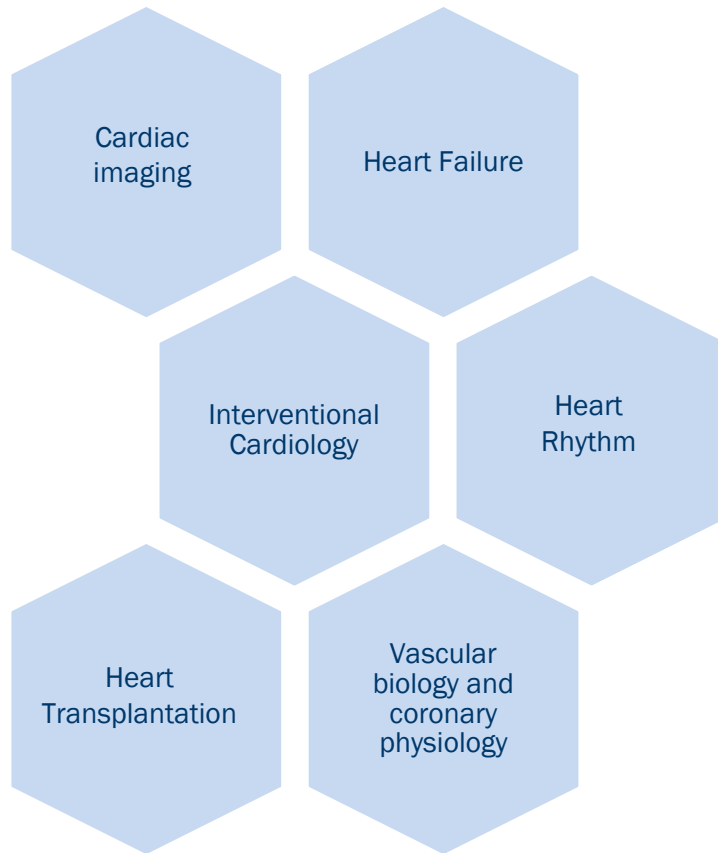 Cardiac
imaging
Heart Failure
Interventional
Cardiology
Heart
Rhythm
Heart
Transplantation
Vascular
biology and
coronary
physiology